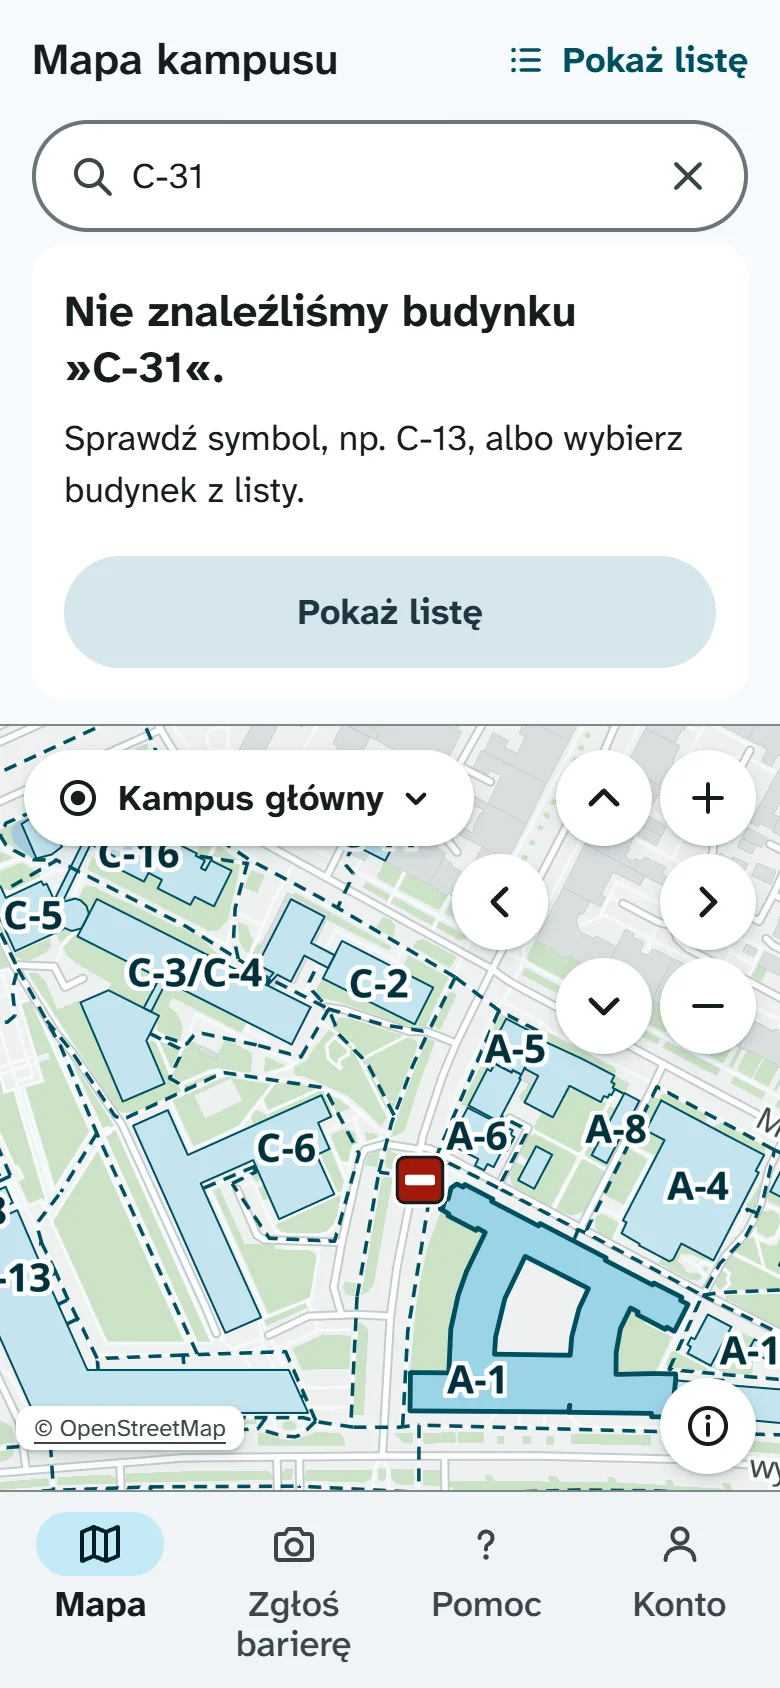 Mapa kampusu
Pokaż listę
C-31
Nie znaleźliśmy budynku
»C-31«.
Sprawdź symbol, np. C-13, albo wybierz
budynek z listy.
Pokaż listę
Kampus główny
C-16
C-5
C-3/C-4
C-2
A-5
C-6
A-6
A-8
A-4
-13
A-1
A-1
© OpenStreetMap
wy
Mapa
Zgłoś
barierę
Pomoc
Konto